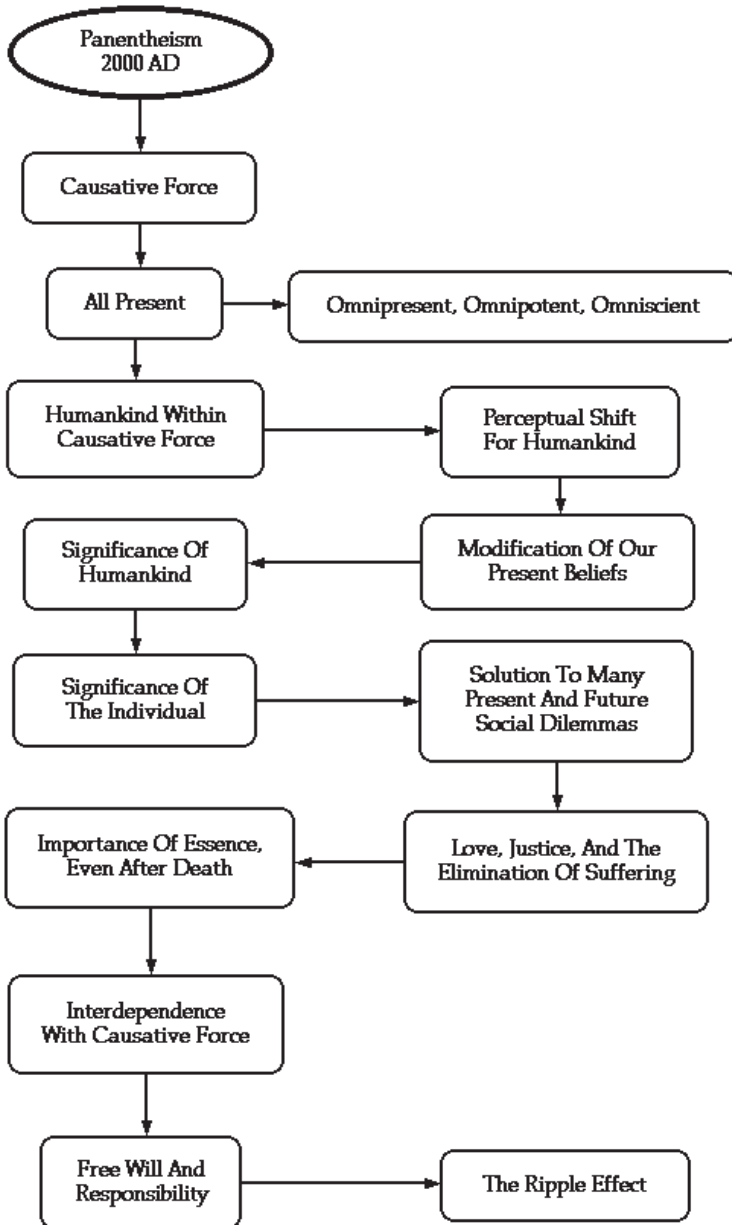 Panentheism
2000 AD
Causative Force
All Present
Omnipresent, Omnipotent, Omniscient
Humankind Within
Causative Force
Perceptual Shift
For Humankind
Modification Of Our
Present Beliefs
Significance Of
Humankind
Significance Of
The Individual
Solution To Many
Present And Future
Social Dilemmas
Love, Justice, And The
Elimination Of Suffering
Importance Of Essence,
Even After Death
Interdependence
With Causative Force
Free Will And
Responsibility
The Ripple Effect